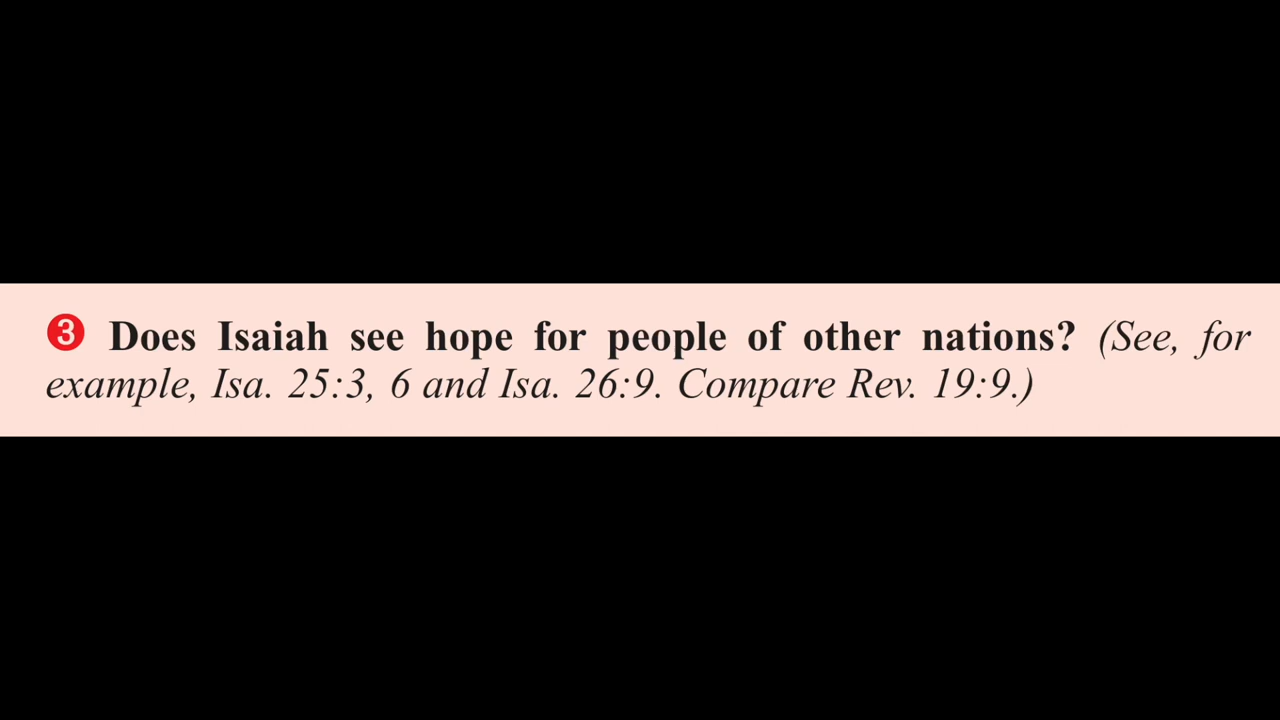 ❸ Does Isaiah see hope for people of other nations? (See, for
example, Isa. 25:3, 6 and Isa. 26:9. Compare Rev. 19:9.)